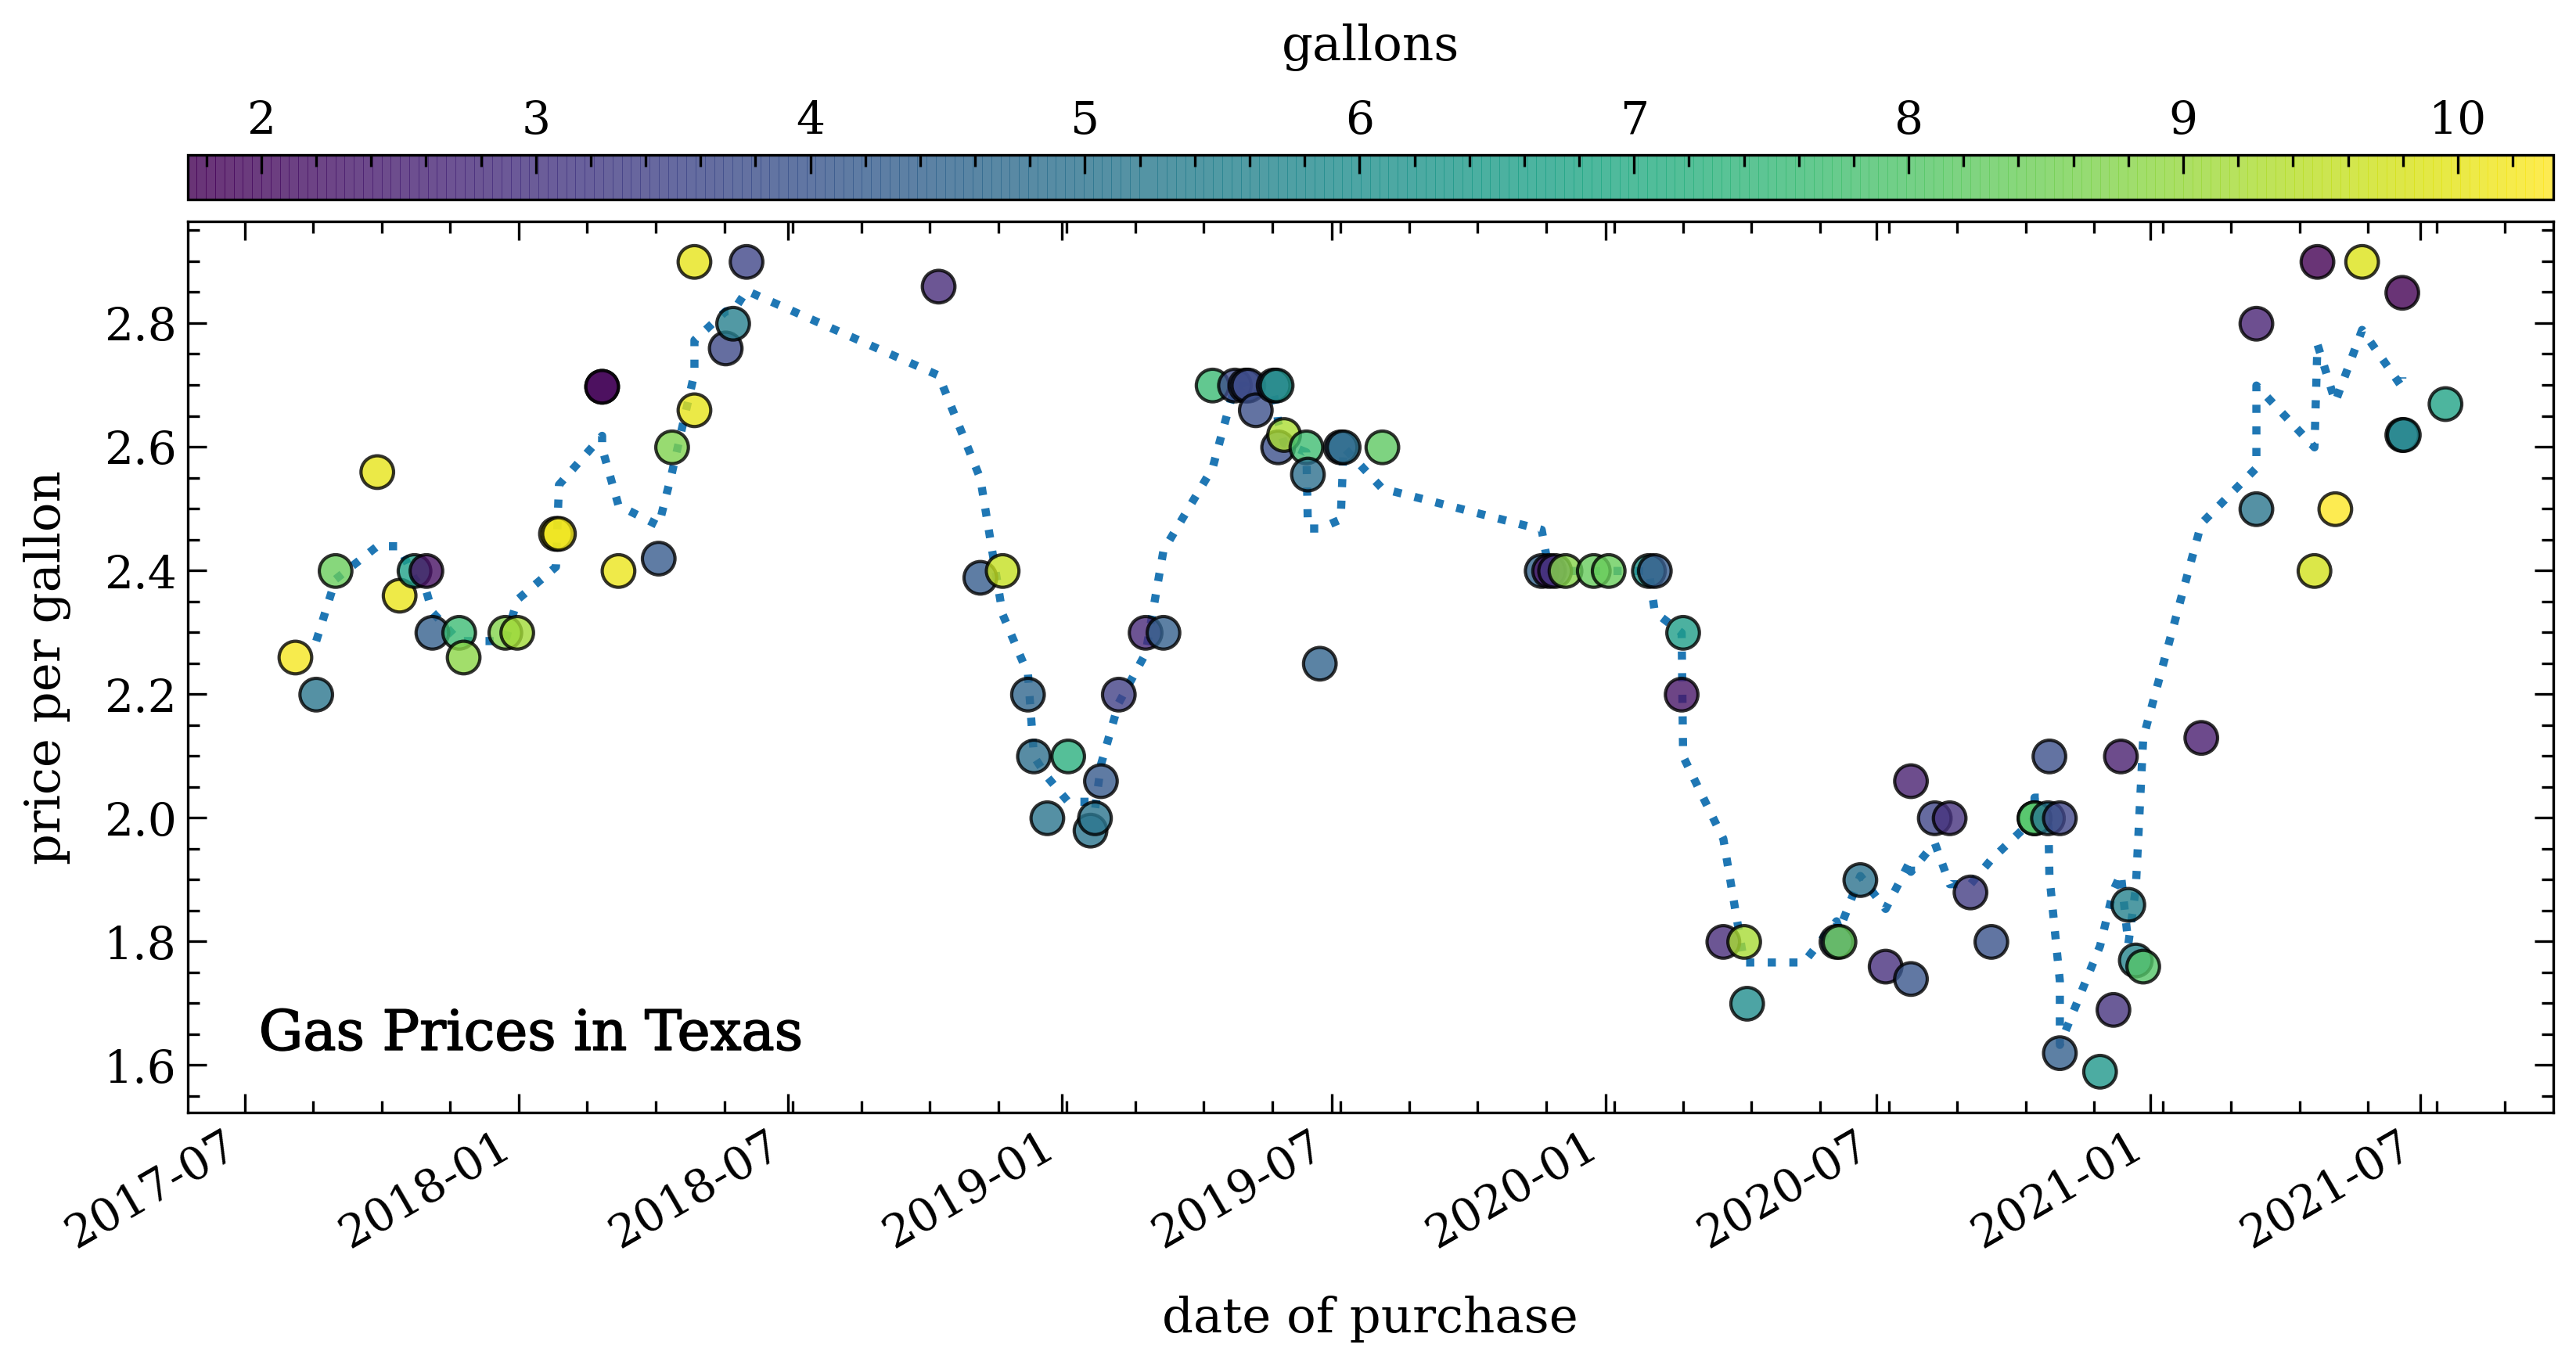 gallons
2 3 4 5 6 7 8 9 10
2.8
2.6
2.4
2.2
2.0
1.8
1.6
price per gallon
Gas Prices in Texas
2017-07 2018-01 2018-07 2019-01 2019-07 2020-01 2020-07 2021-01 2021-07
date of purchase